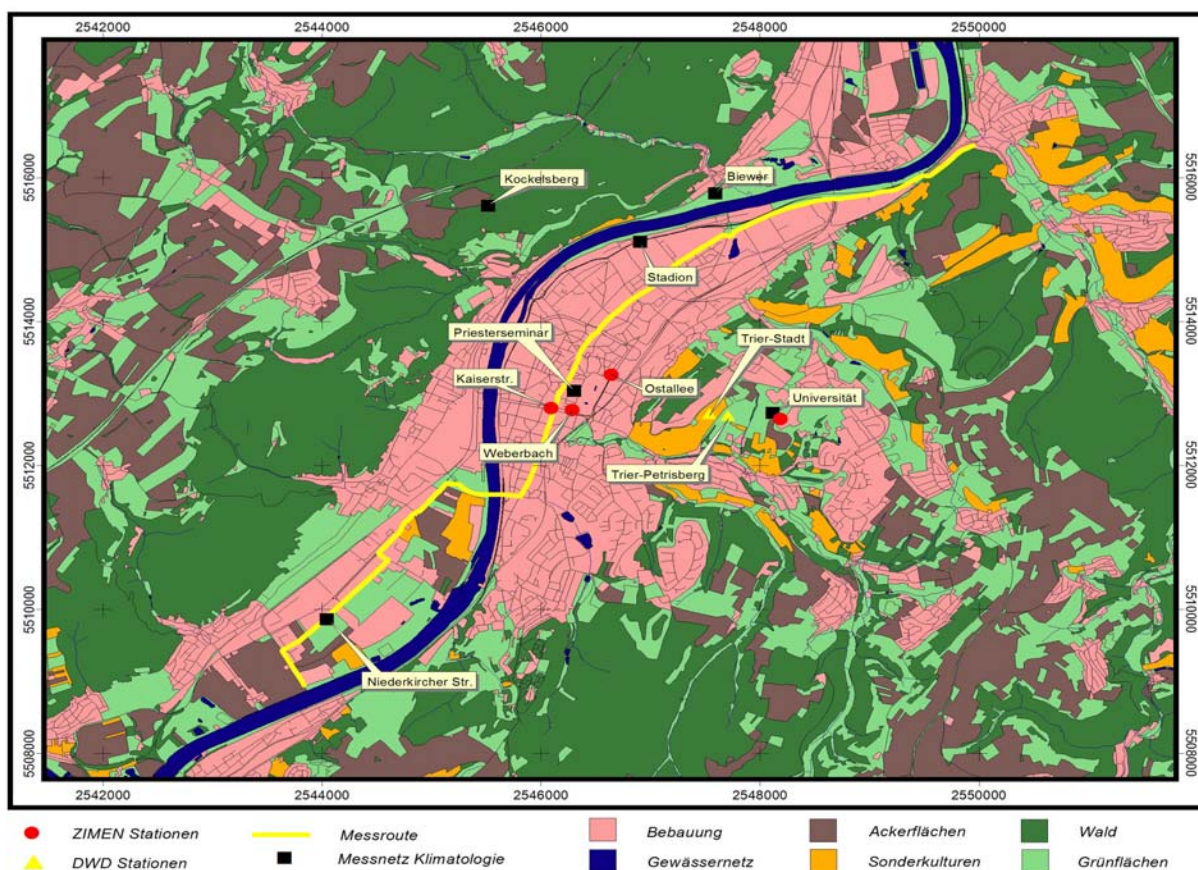 2542000 2544000 2546000 2548000 2550000
5516000 5516000
Kockelsberg
Biewer
Stadion
5514000 5514000
Priesterseminar
Trier-Stadt
Kaiserstr.
Ostallee
Universität
Weberbach
Trier-Petrisberg
5512000 5512000
5510000 5510000
Niederkircher Str.
5508000 5508000
2542000 2544000 2546000 2548000 2550000
ZIMEN Stationen Messroute Bebauung Ackerflächen Wald
DWD Stationen Messnetz Klimatologie Gewässernetz Sonderkulturen Grünflächen